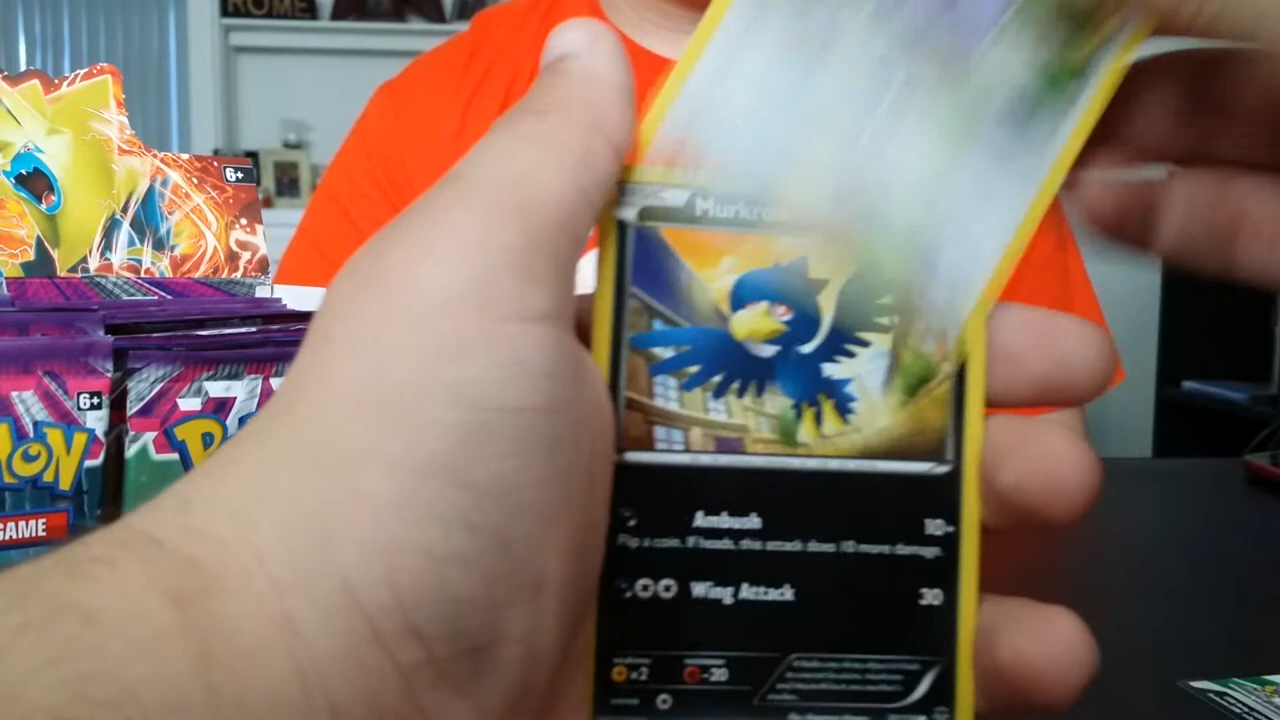 ROME
6+
6+
MON
P
GAME
Murkro
Ambush 10+
Flip a coin. If heads, this attack does 10 more damage.
Wing Attack 30
×2 -20